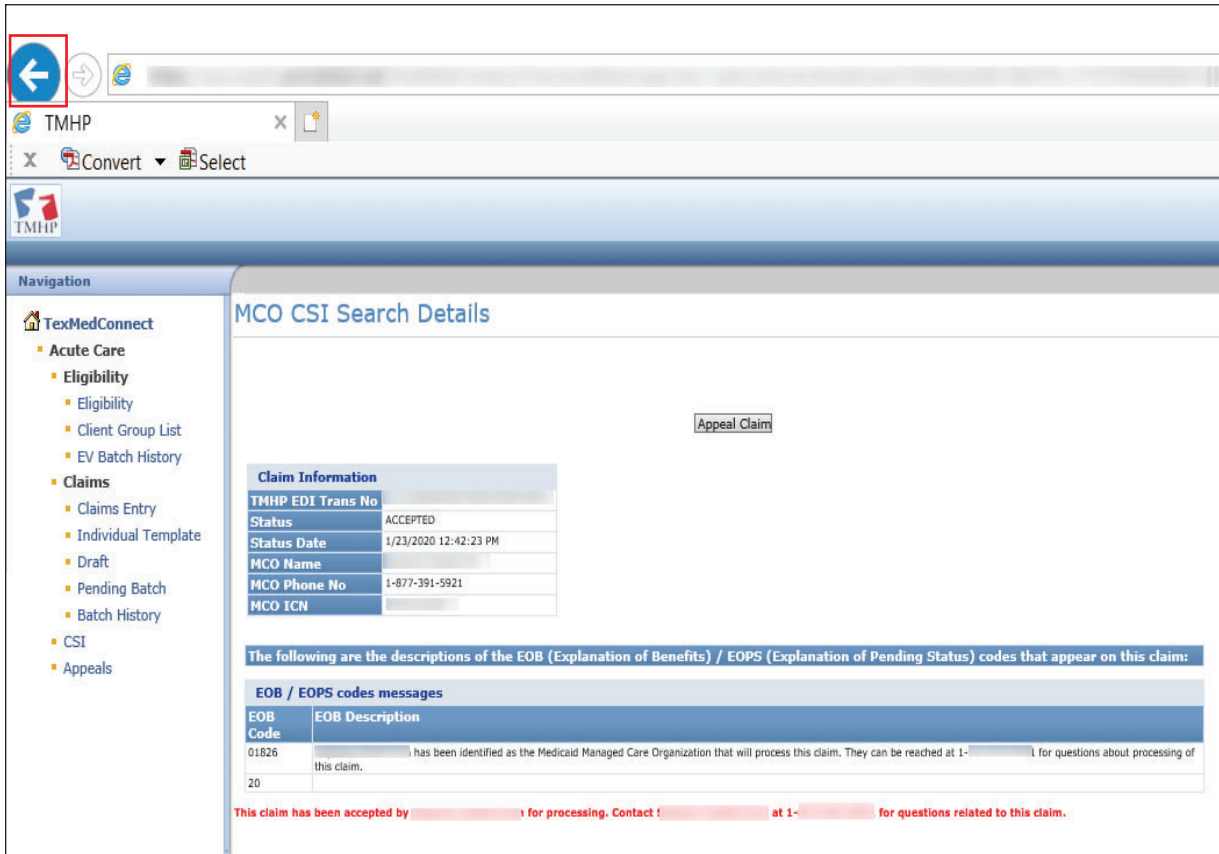 TMHP
Convert Select
TMHP
Navigation
TexMedConnect
Acute Care
Eligibility
Eligibility
Client Group List
EV Batch History
Claims
Claims Entry
Individual Template
Draft
Pending Batch
Batch History
CSI
Appeals
MCO CSI Search Details
Appeal Claim
Claim Information
TMHP EDI Trans No
Status ACCEPTED
Status Date 1/23/2020 12:42:23 PM
MCO Name
MCO Phone No 1-877-391-5921
MCO ICN
The following are the descriptions of the EOB (Explanation of Benefits) / EOPS (Explanation of Pending Status) codes that appear on this claim:
EOB / EOPS codes messages
EOB EOB Description
Code
01826 has been identified as the Medicaid Managed Care Organization that will process this claim. They can be reached at 1- for questions about processing of
this claim.
20
This claim has been accepted by for processing. Contact at 1- for questions related to this claim.